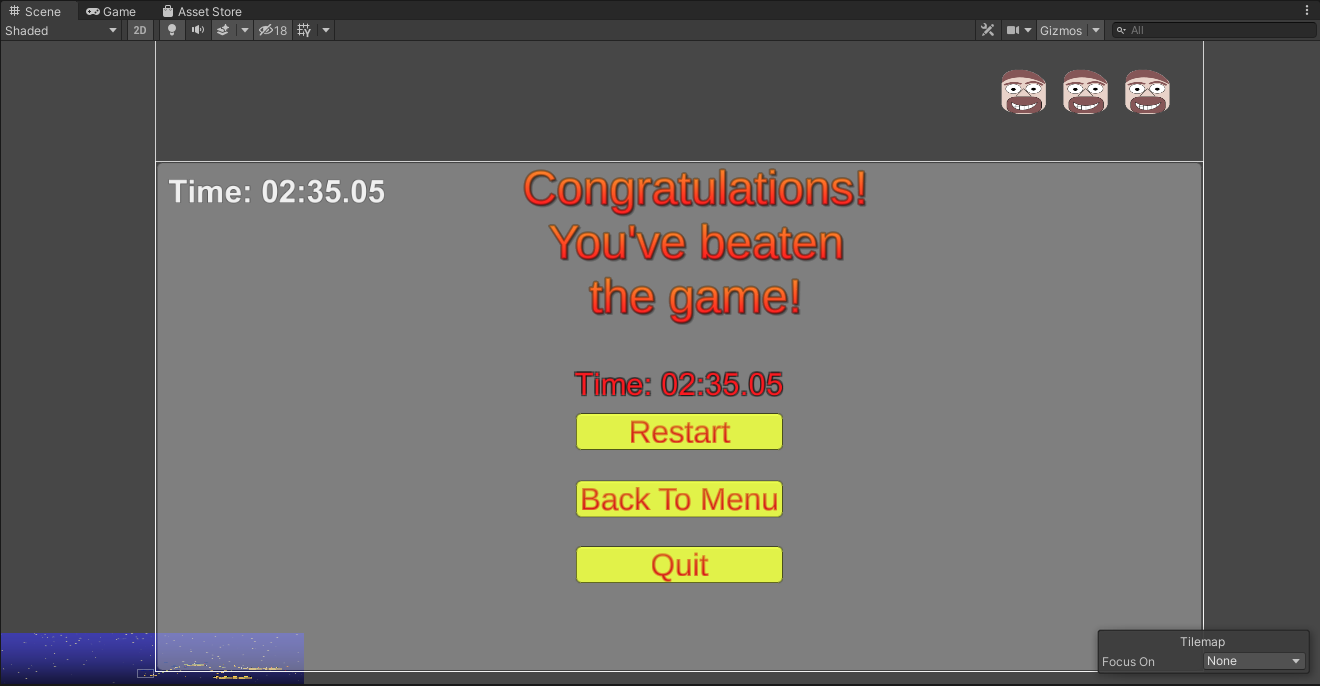 Scene
Game
Asset Store
Shaded
2D
18
Gizmos
All
Time: 02:35.05
Congratulations!
You've beaten
the game!
Time: 02:35.05
Restart
Back To Menu
Quit
Tilemap
Focus On
None